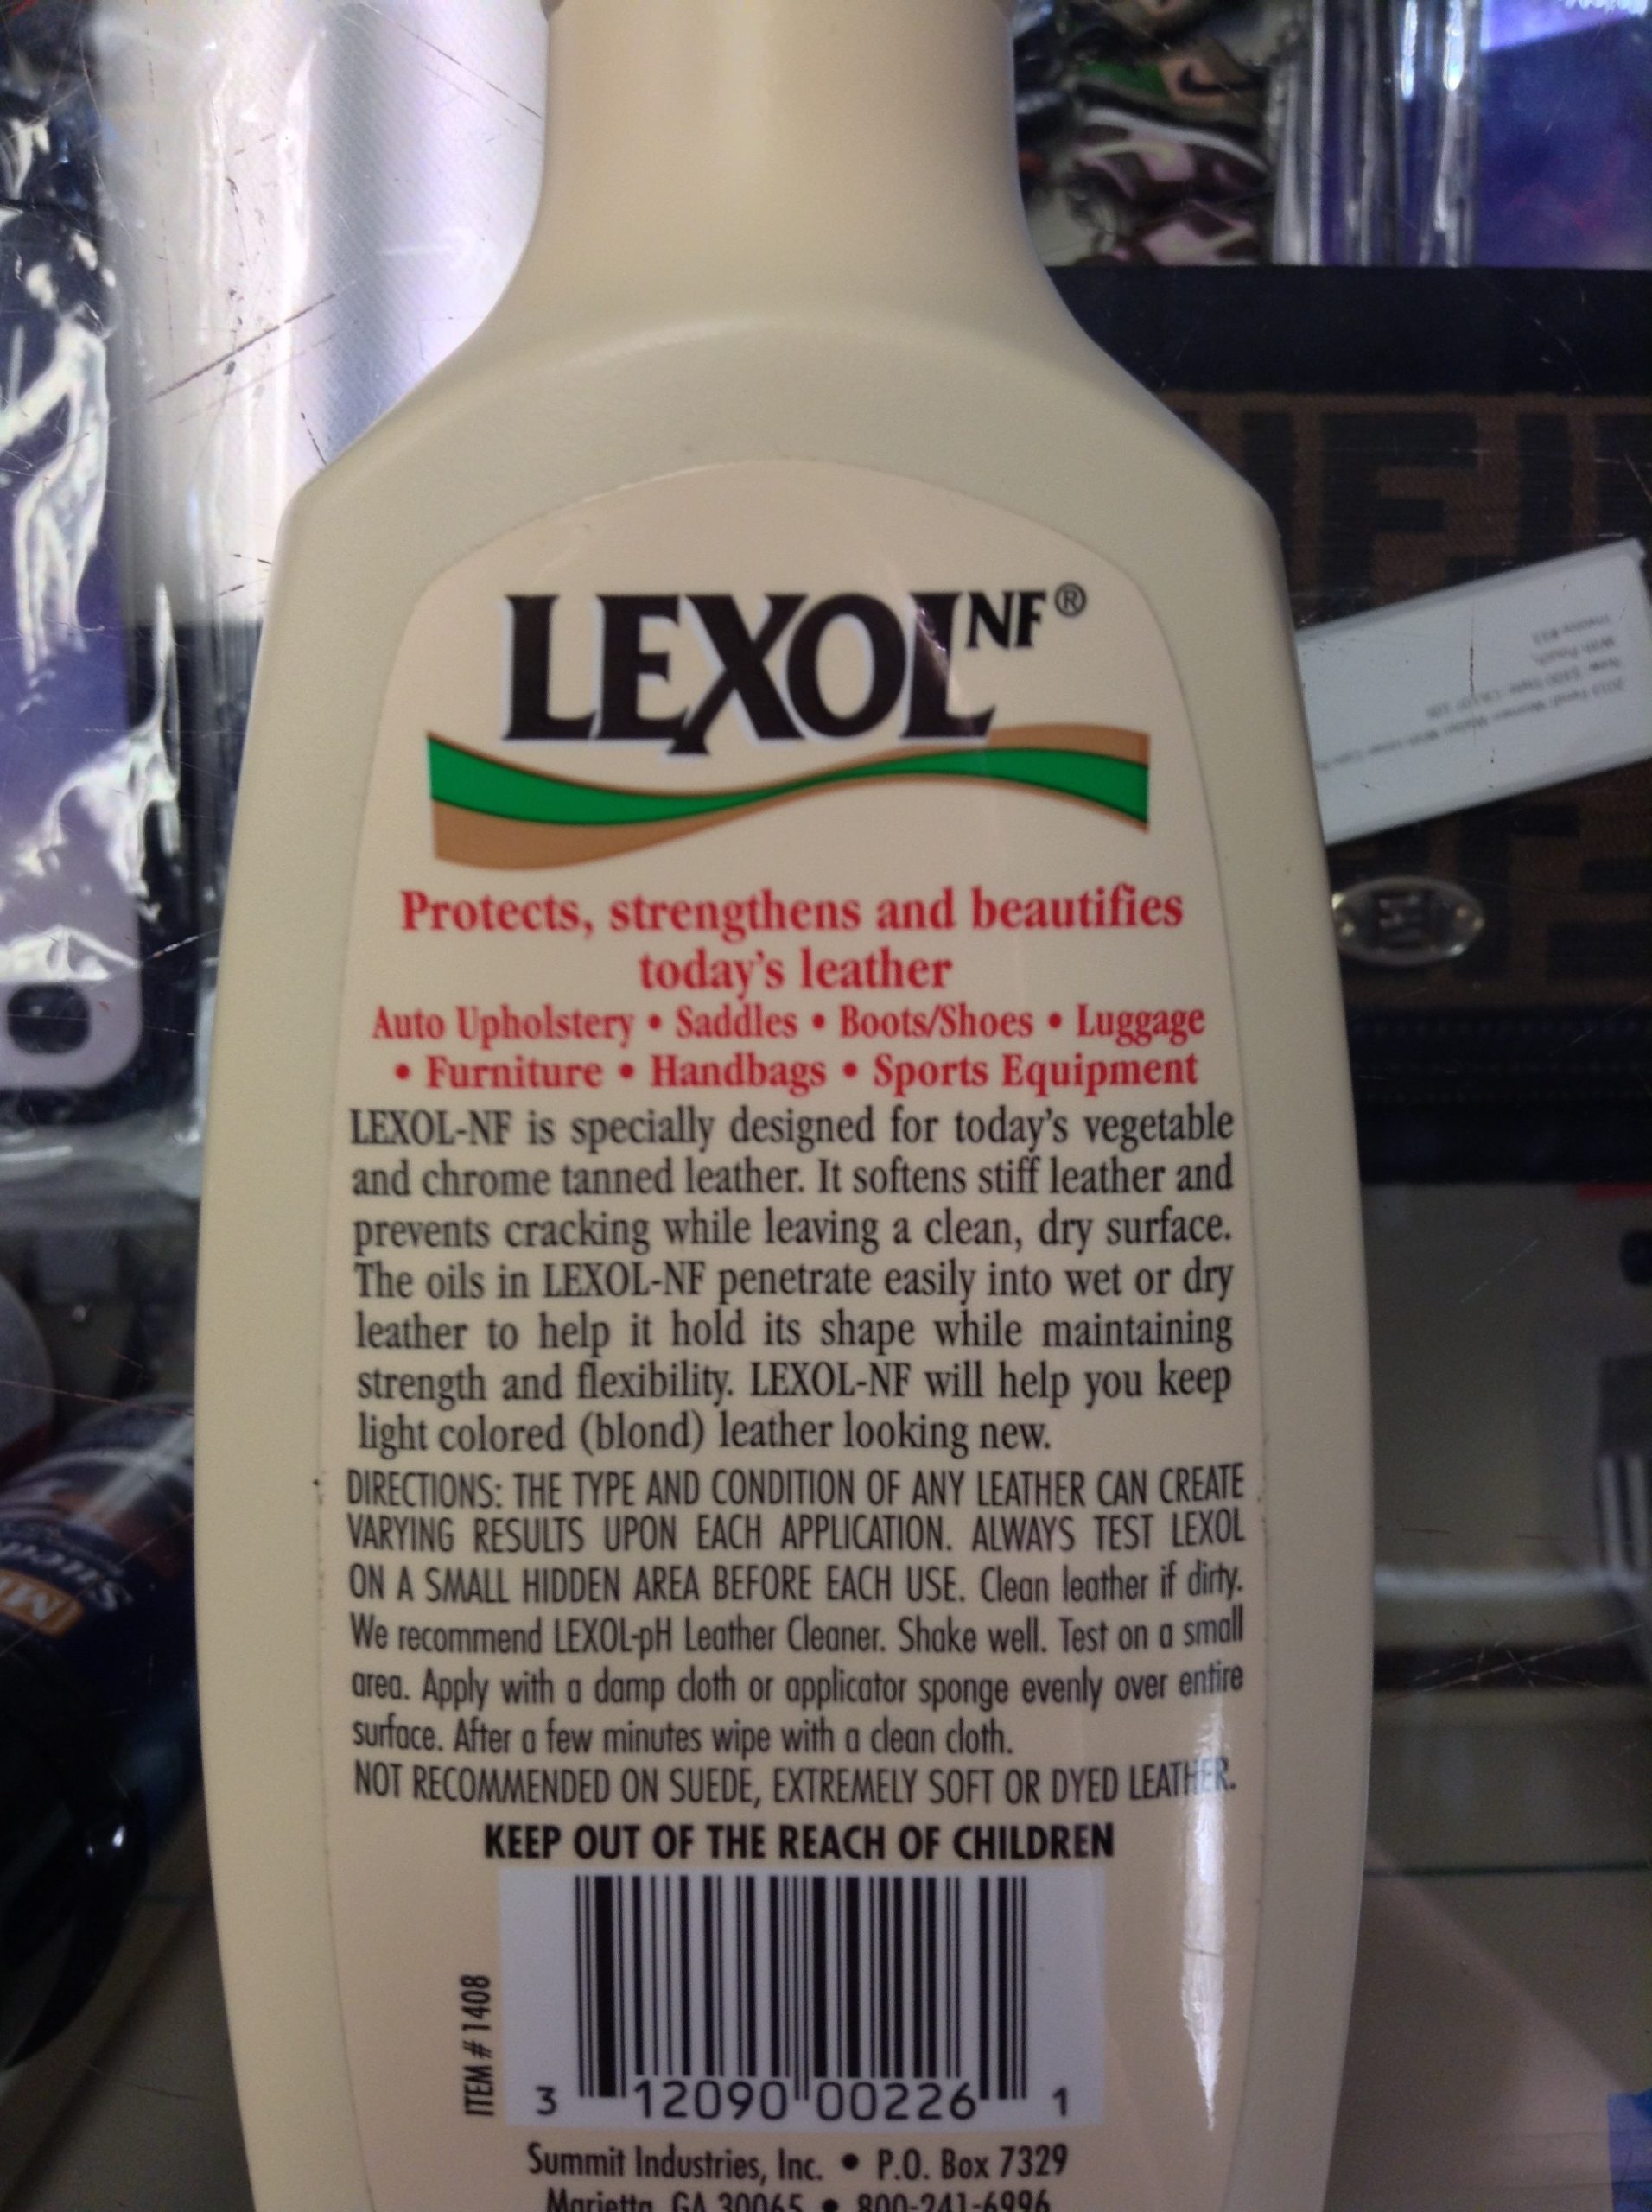 LEXOL NF®
Protects, strengthens and beautifies
today's leather
Auto Upholstery • Saddles • Boots/Shoes • Luggage
• Furniture • Handbags • Sports Equipment
LEXOL-NF is specially designed for today's vegetable
and chrome tanned leather. It softens stiff leather and
prevents cracking while leaving a clean, dry surface.
The oils in LEXOL-NF penetrate easily into wet or dry
leather to help it hold its shape while maintaining
strength and flexibility. LEXOL-NF will help you keep
light colored (blond) leather looking new.
DIRECTIONS: THE TYPE AND CONDITION OF ANY LEATHER CAN CREATE
VARYING RESULTS UPON EACH APPLICATION. ALWAYS TEST LEXOL
ON A SMALL HIDDEN AREA BEFORE EACH USE. Clean leather if dirty.
We recommend LEXOL-pH Leather Cleaner. Shake well. Test on a small
area. Apply with a damp cloth or applicator sponge evenly over entire
surface. After a few minutes wipe with a clean cloth.
NOT RECOMMENDED ON SUEDE, EXTREMELY SOFT OR DYED LEATHER.
KEEP OUT OF THE REACH OF CHILDREN
ITEM # 1408
3 12090 00226 1
Summit Industries, Inc. • P.O. Box 7329
Marietta, GA 30065 • 800-241-6996